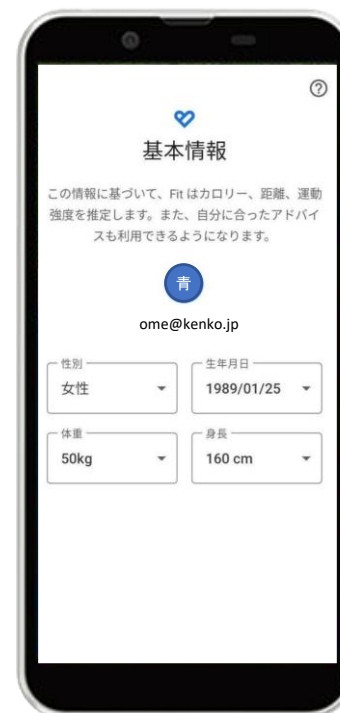 基本情報
この情報に基づいて、Fit はカロリー、距離、運動
強度を推定します。また、自分に合ったアドバイ
スも利用できるようになります。
青
ome@kenko.jp
性別
女性
生年月日
1989/01/25
体重
50kg
身長
160 cm